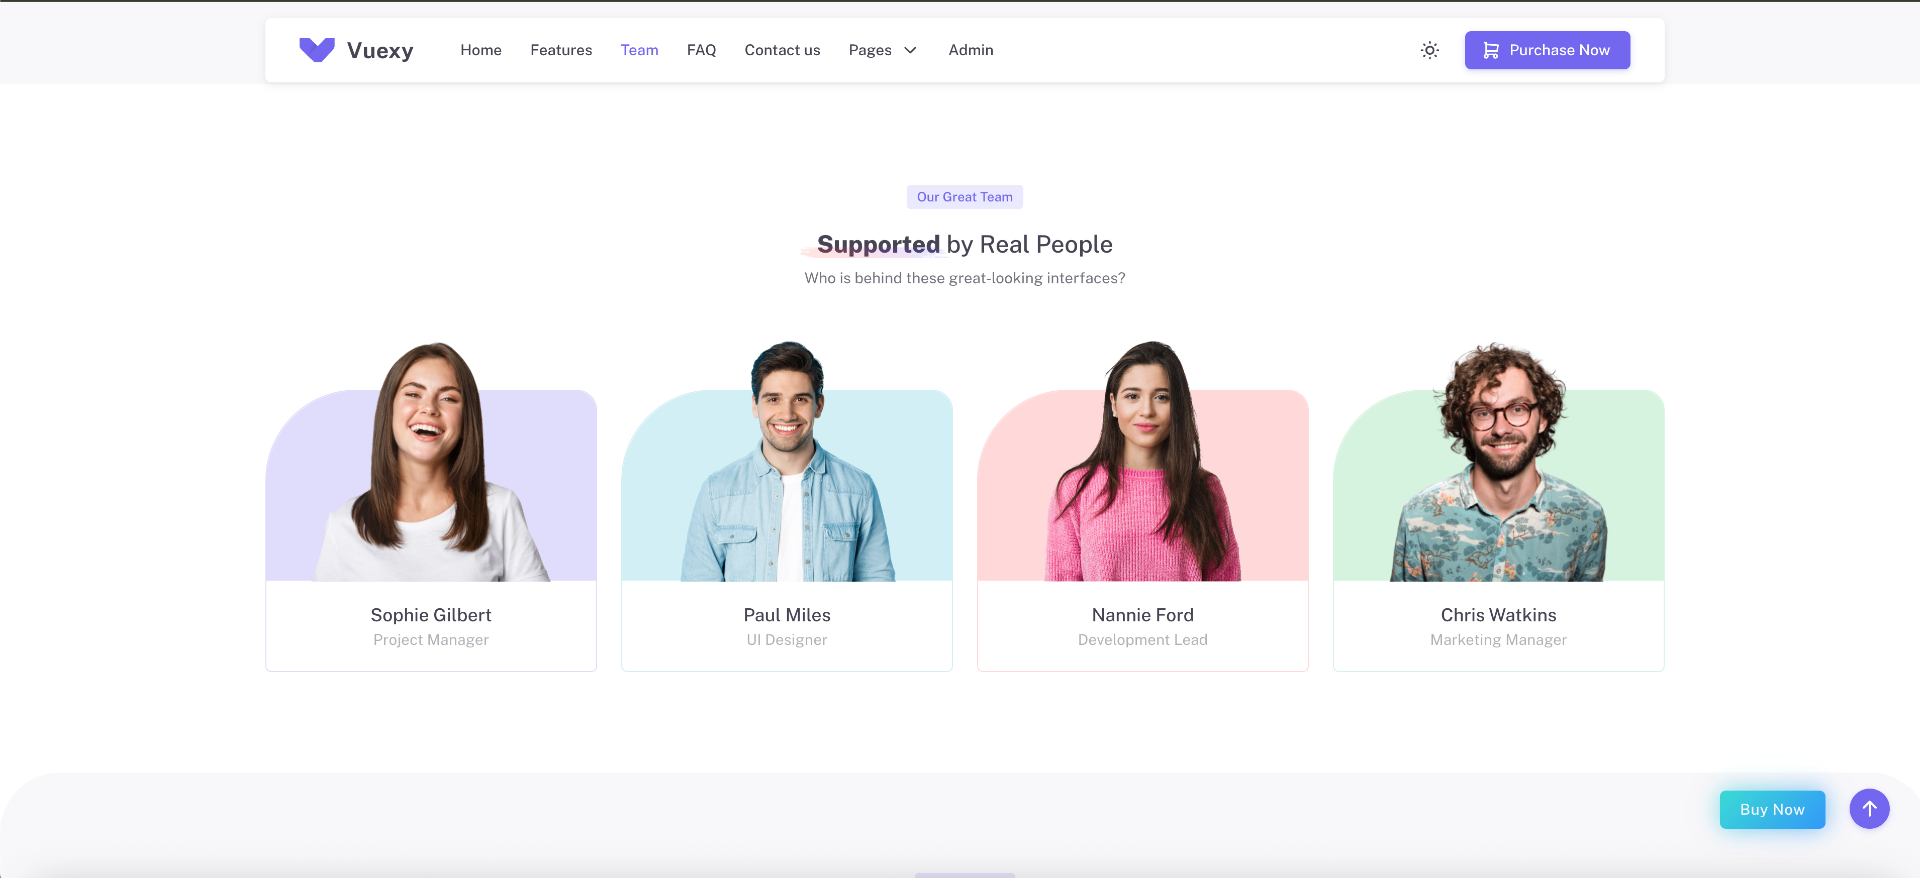 Vuexy
Home
Features
Team
FAQ
Contact us
Pages
Admin
Purchase Now
Our Great Team
Supported by Real People
Who is behind these great-looking interfaces?
Sophie Gilbert
Project Manager
Paul Miles
UI Designer
Nannie Ford
Development Lead
Chris Watkins
Marketing Manager
Buy Now